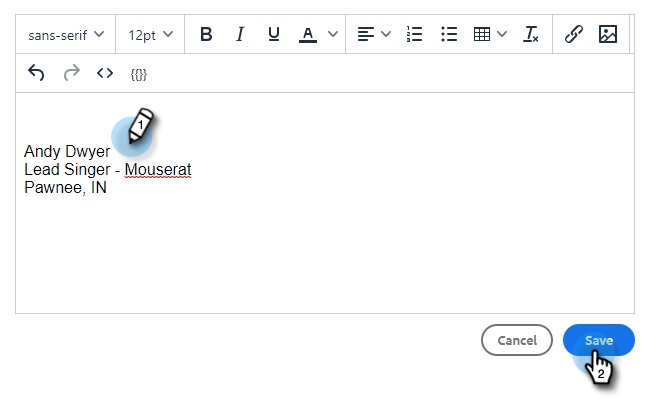 sans-serif 12pt B I U A
</> {{}}
1
Andy Dwyer
Lead Singer - Mouserat
Pawnee, IN
Cancel Save
2